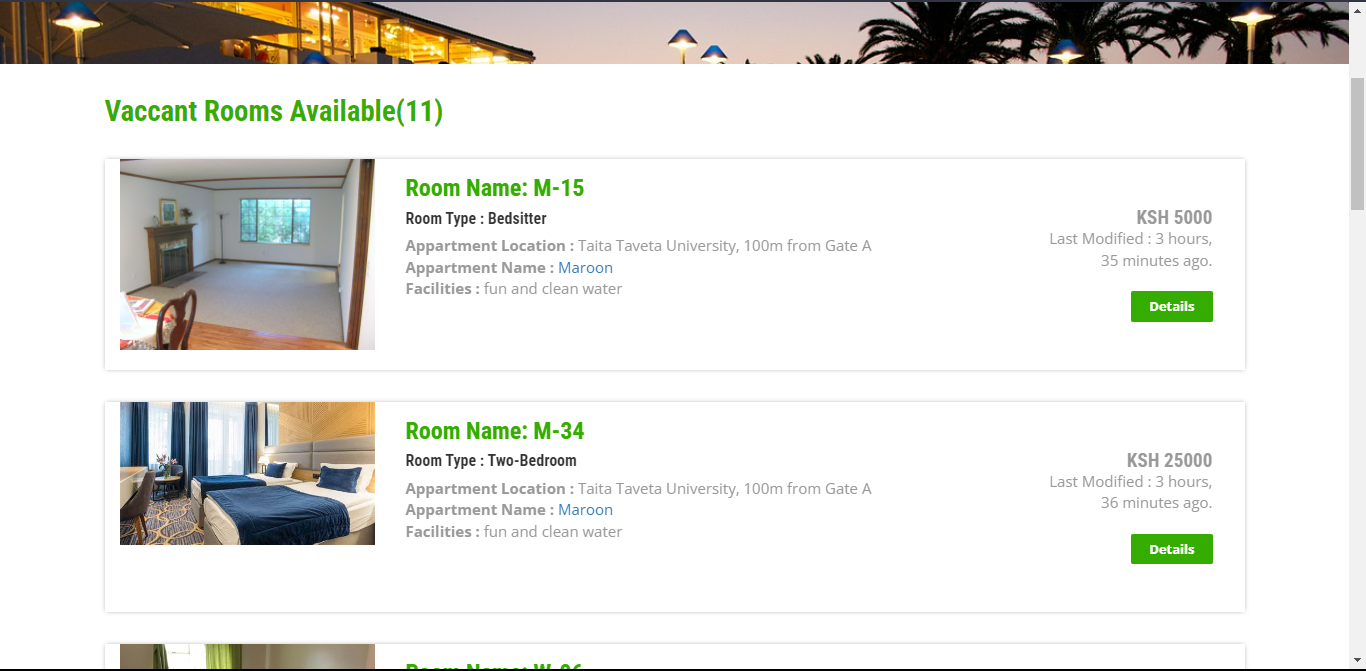 Vaccant Rooms Available(11)
Room Name: M-15
Room Type : Bedsitter
KSH 5000
Appartment Location : Taita Taveta University, 100m from Gate A
Last Modified : 3 hours,
35 minutes ago.
Appartment Name : Maroon
Facilities : fun and clean water
Details
Room Name: M-34
Room Type : Two-Bedroom
KSH 25000
Appartment Location : Taita Taveta University, 100m from Gate A
Last Modified : 3 hours,
36 minutes ago.
Appartment Name : Maroon
Facilities : fun and clean water
Details
Room Name: